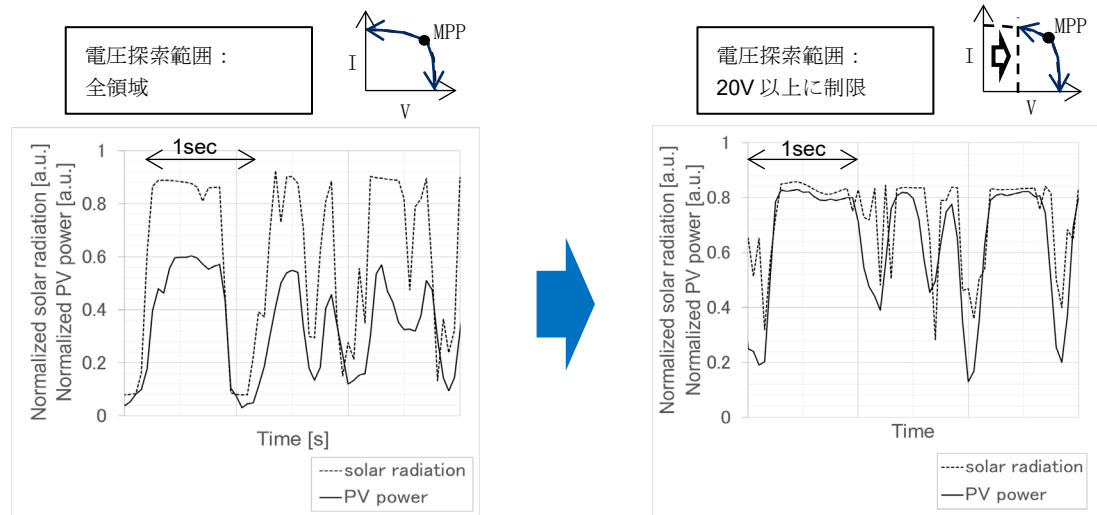 電圧探索範囲：
全領域
I
MPP
V
電圧探索範囲：
20V 以上に制限
I
MPP
V
1sec
Normalized solar radiation [a.u.]
Normalized PV power [a.u.]
1
0.8
0.6
0.4
0.2
0
Time [s]
solar radiation
PV power
1sec
Normalized solar radiation [a.u.]
Normalized PV power [a.u.]
1
0.8
0.6
0.4
0.2
0
Time
solar radiation
PV power